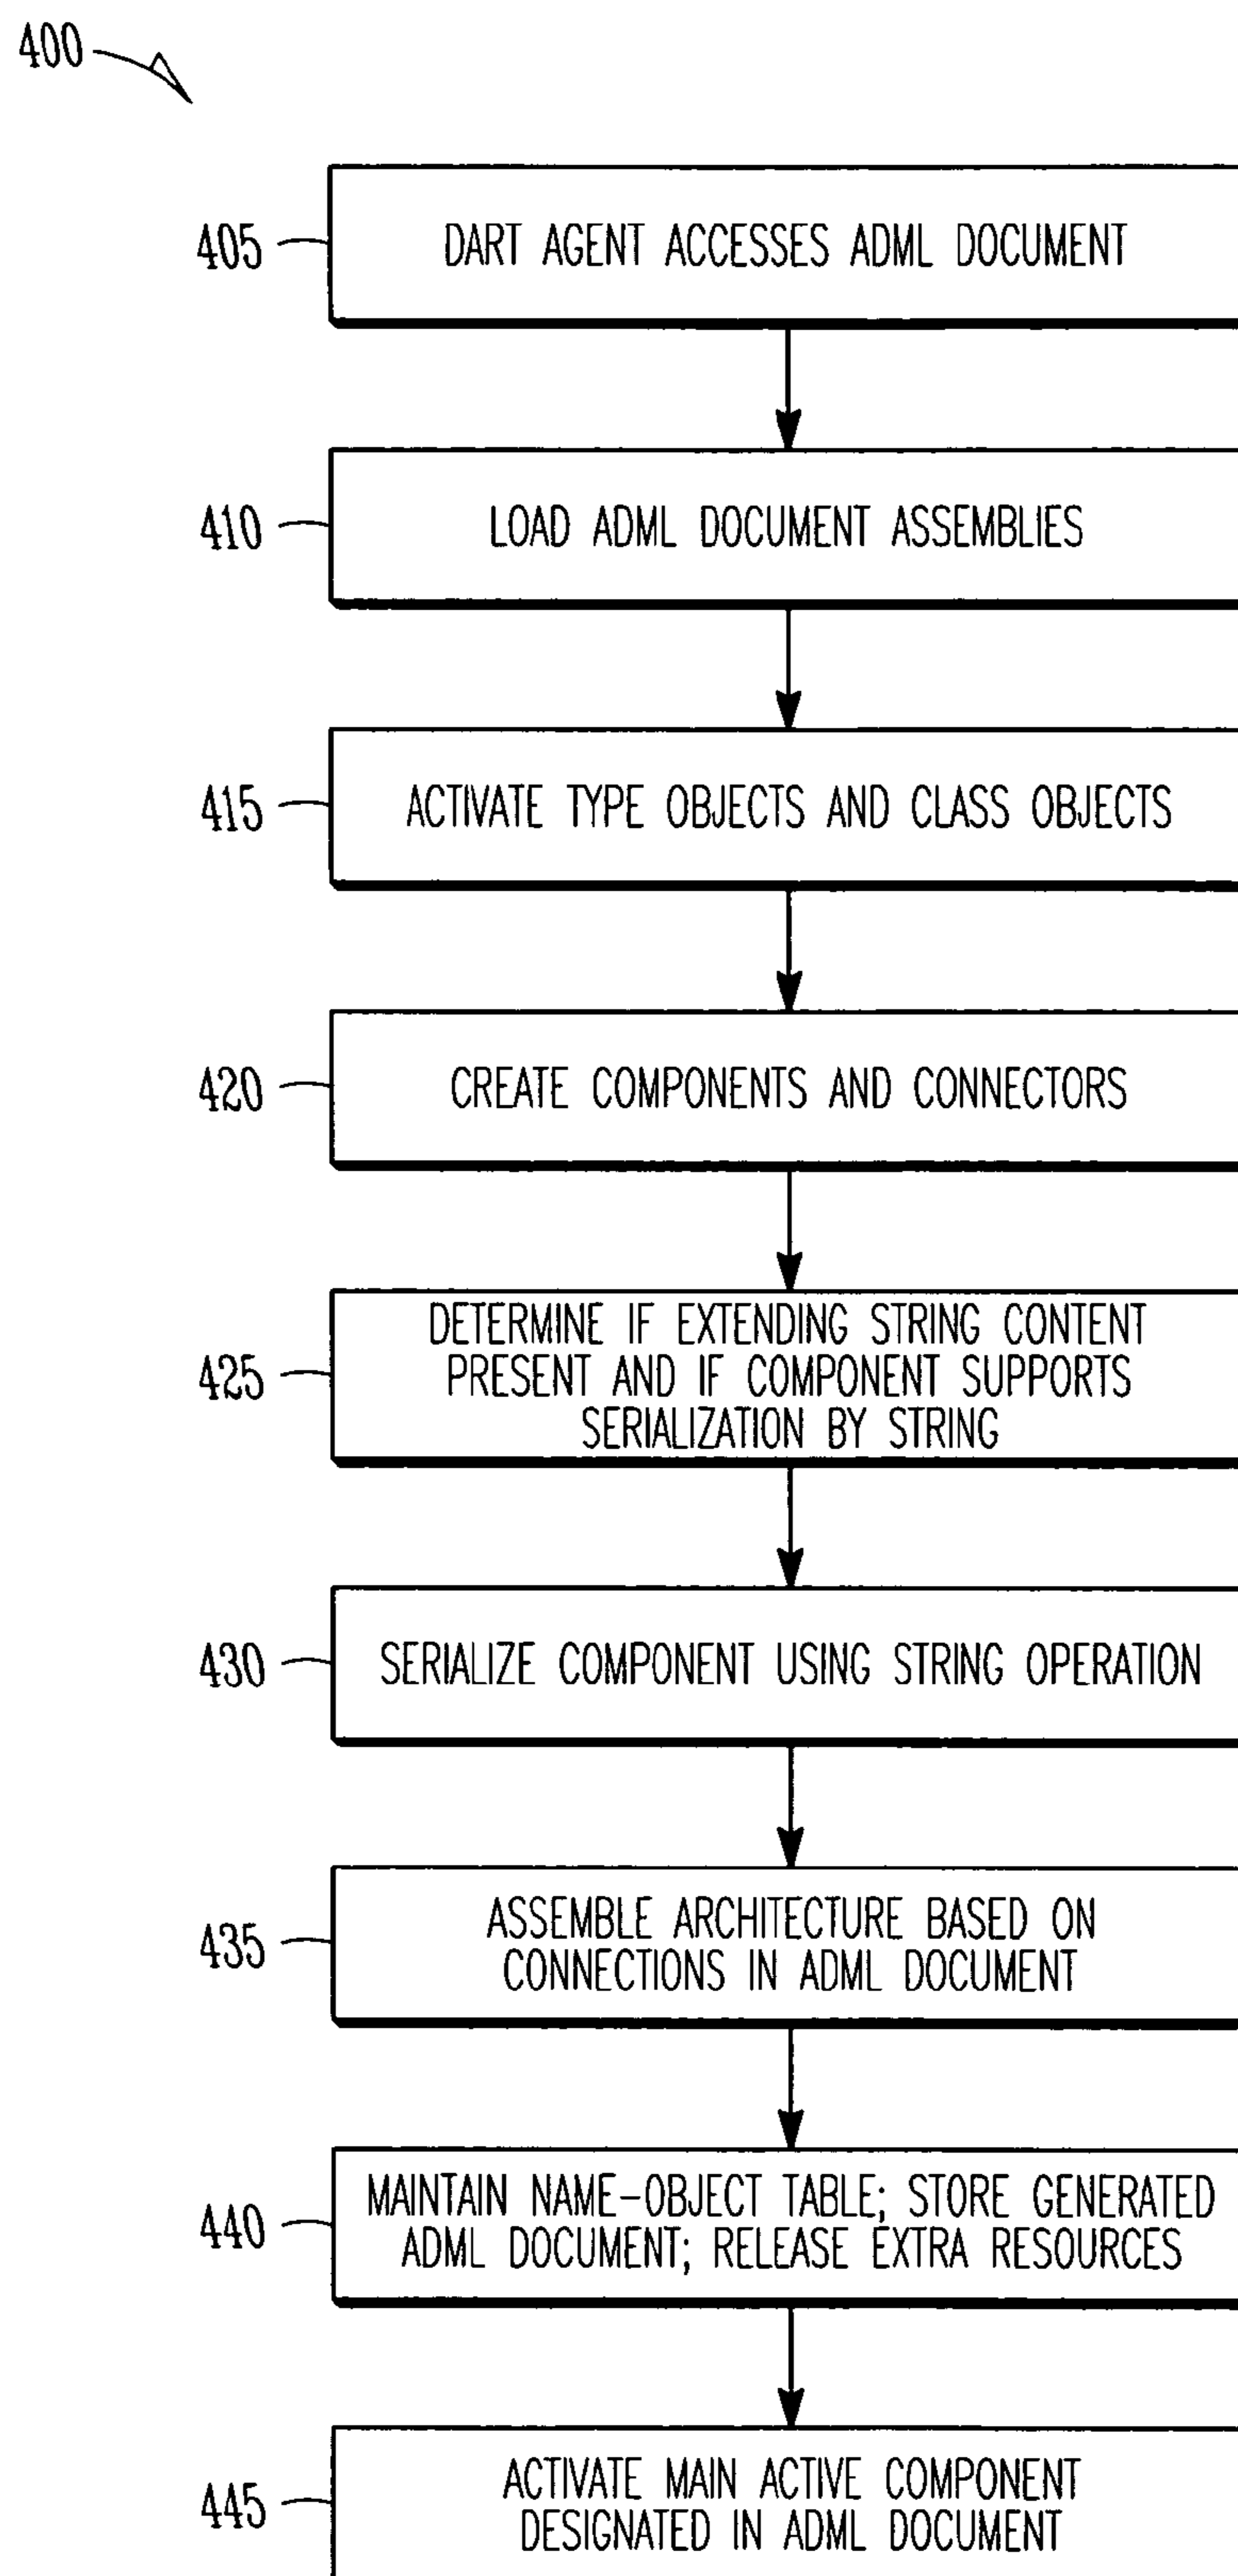 400
405
DART AGENT ACCESSES ADML DOCUMENT
410
LOAD ADML DOCUMENT ASSEMBLIES
415
ACTIVATE TYPE OBJECTS AND CLASS OBJECTS
420
CREATE COMPONENTS AND CONNECTORS
425
DETERMINE IF EXTENDING STRING CONTENT
PRESENT AND IF COMPONENT SUPPORTS
SERIALIZATION BY STRING
430
SERIALIZE COMPONENT USING STRING OPERATION
435
ASSEMBLE ARCHITECTURE BASED ON
CONNECTIONS IN ADML DOCUMENT
440
MAINTAIN NAME-OBJECT TABLE; STORE GENERATED
ADML DOCUMENT; RELEASE EXTRA RESOURCES
445
ACTIVATE MAIN ACTIVE COMPONENT
DESIGNATED IN ADML DOCUMENT